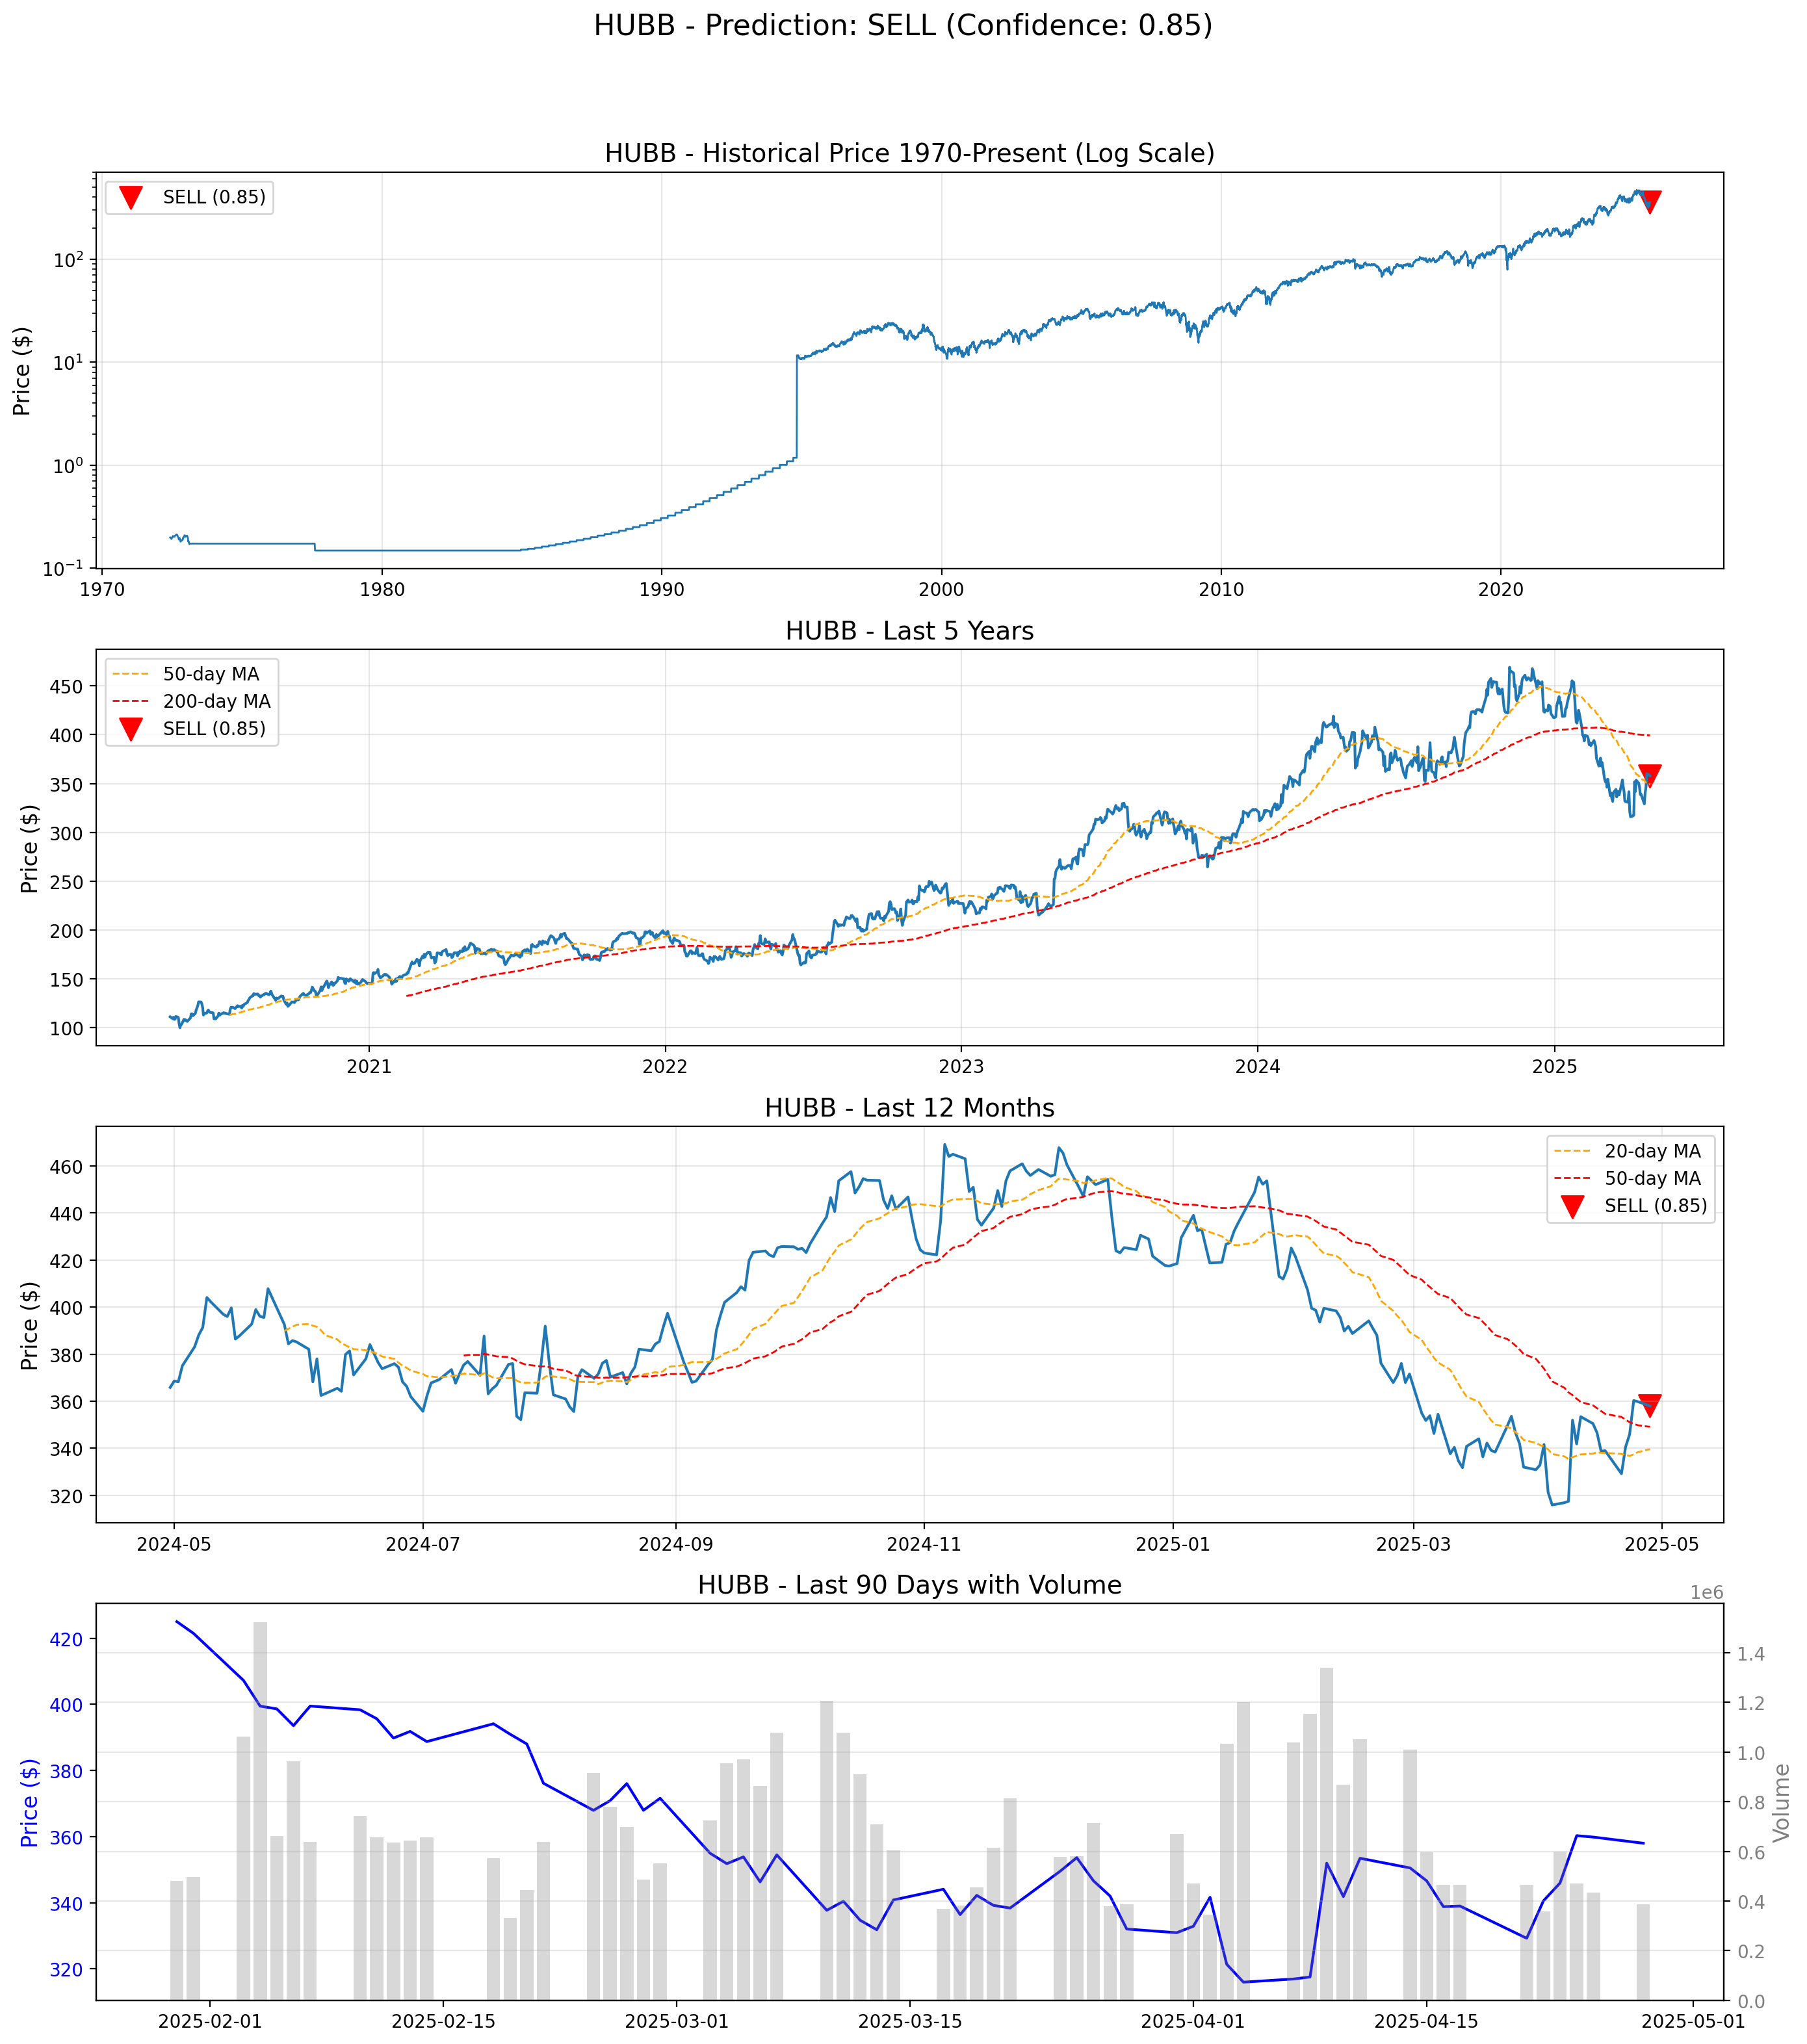 HUBB - Prediction: SELL (Confidence: 0.85)
HUBB - Historical Price 1970-Present (Log Scale)
SELL (0.85)
Price ($)
10²
10¹
10⁰
10⁻¹
1970 1980 1990 2000 2010 2020
HUBB - Last 5 Years
50-day MA
200-day MA
SELL (0.85)
Price ($)
450
400
350
300
250
200
150
100
2021 2022 2023 2024 2025
HUBB - Last 12 Months
20-day MA
50-day MA
SELL (0.85)
Price ($)
460
440
420
400
380
360
340
320
2024-05 2024-07 2024-09 2024-11 2025-01 2025-03 2025-05
HUBB - Last 90 Days with Volume
1e6
Price ($)
420
400
380
360
340
320
1.4
1.2
1.0
0.8
0.6
0.4
0.2
0.0
Volume
2025-02-01 2025-02-15 2025-03-01 2025-03-15 2025-04-01 2025-04-15 2025-05-01